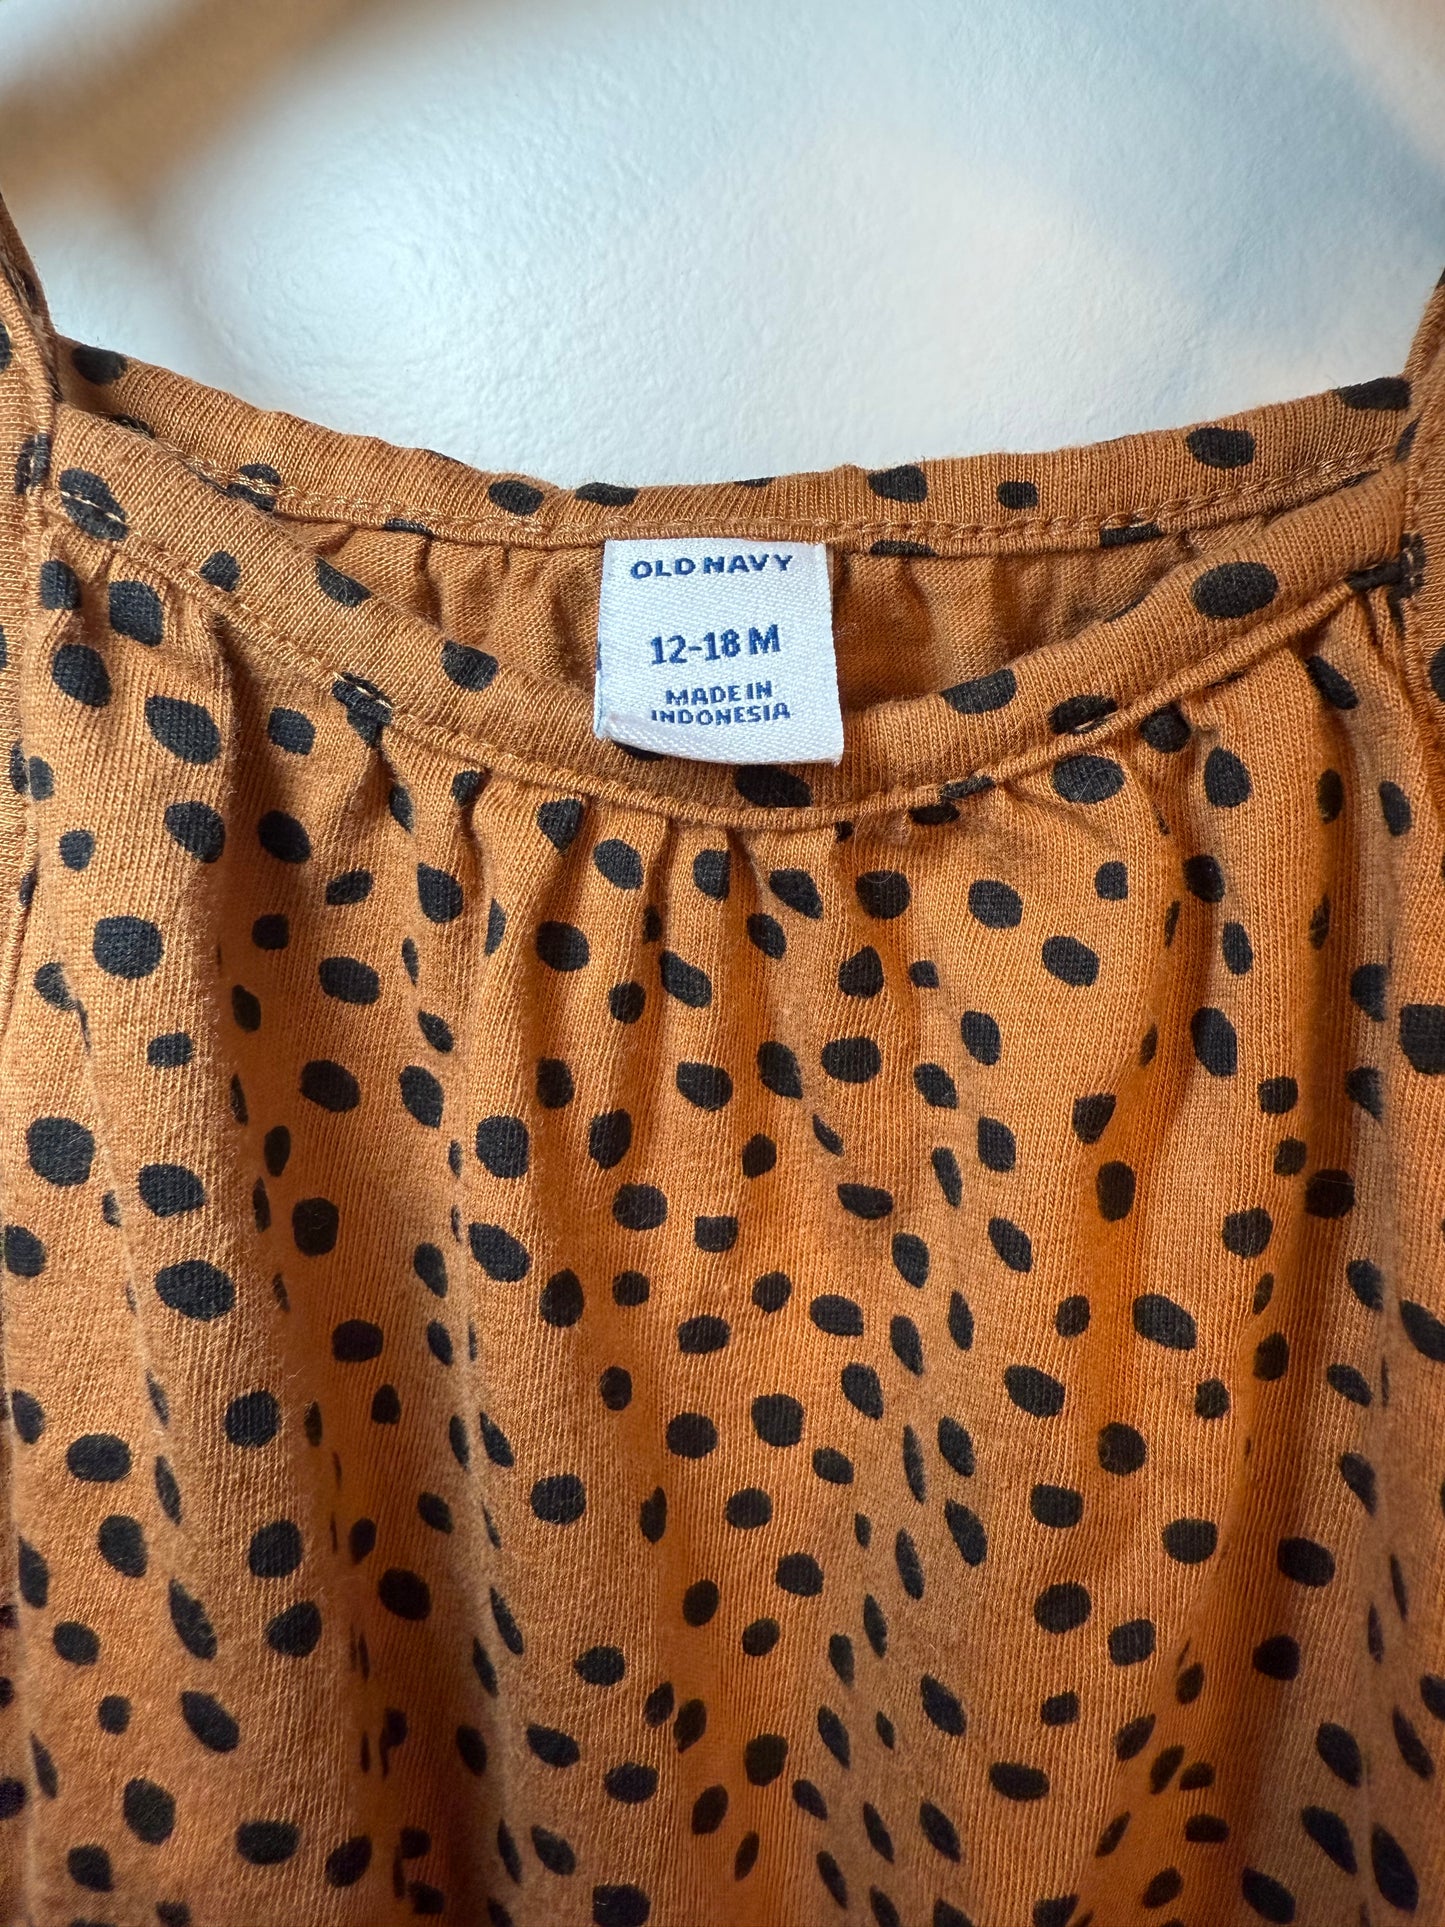 OLD NAVY
12-18 M
MADE IN
INDONESIA